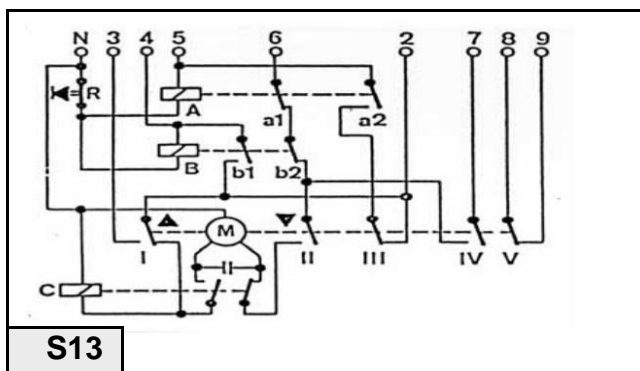 N 3 4 5 6 2 7 8 9
R
A
a1 a2
B
b1 b2
M
I II III IV V
C
S13